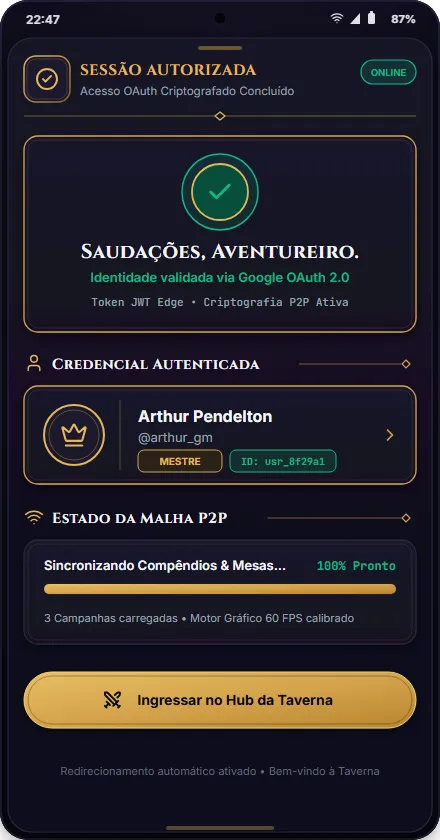 22:47
87%
SESSÃO AUTORIZADA
Acesso OAuth Criptografado Concluído
ONLINE
Saudações, Aventureiro.
Identidade validada via Google OAuth 2.0
Token JWT Edge • Criptografia P2P Ativa
Credencial Autenticada
Arthur Pendelton
@arthur_gm
MESTRE
ID: usr_8f29a1
Estado da Malha P2P
Sincronizando Compêndios & Mesas...
100% Pronto
3 Campanhas carregadas • Motor Gráfico 60 FPS calibrado
Ingressar no Hub da Taverna
Redirecionamento automático ativado • Bem-vindo à Taverna